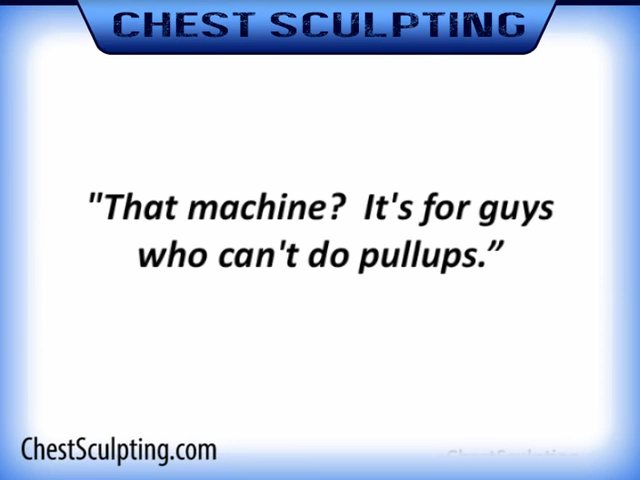 CHEST SCULPTING
"That machine?  It's for guys
who can't do pullups.”
ChestSculpting.com